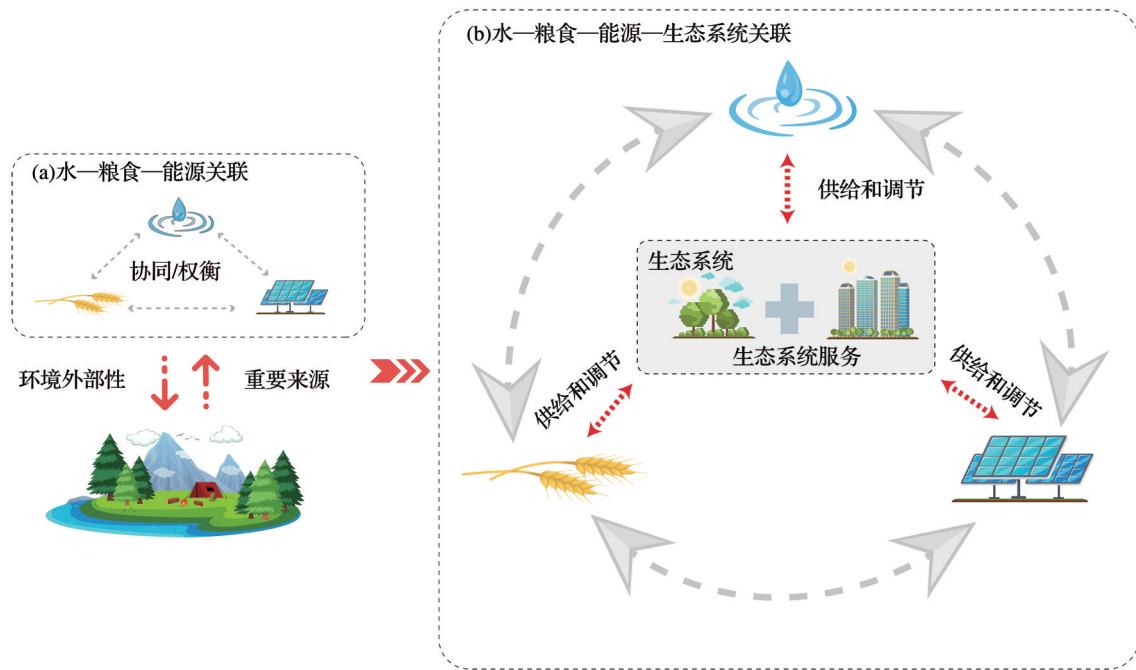 (a)水—粮食—能源关联
协同/权衡
环境外部性
重要来源
(b)水—粮食—能源—生态系统关联
供给和调节
生态系统
生态系统服务
供给和调节
供给和调节